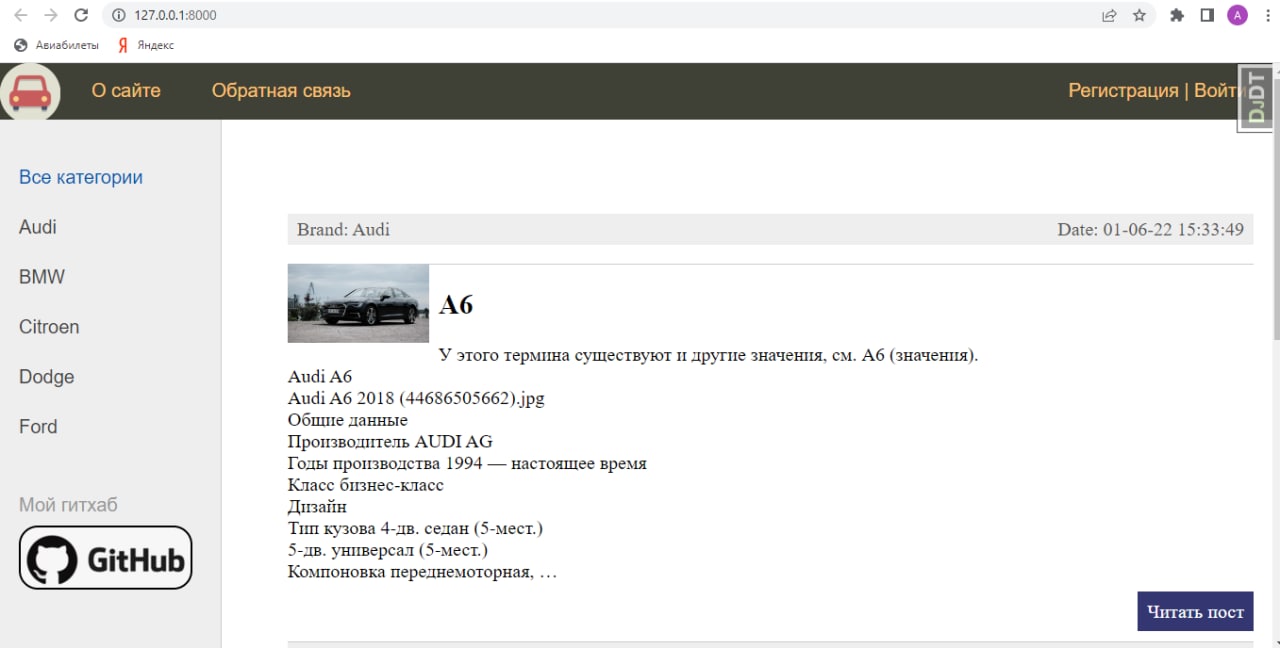 127.0.0.1:8000
A
Авиабилеты Я Яндекс
О сайте Обратная связь Регистрация | Войти
DJDT
Все категории
Audi
BMW
Citroen
Dodge
Ford
Мой гитхаб
GitHub
Brand: Audi Date: 01-06-22 15:33:49
A6
У этого термина существуют и другие значения, см. A6 (значения).
Audi A6
Audi A6 2018 (44686505662).jpg
Общие данные
Производитель AUDI AG
Годы производства 1994 — настоящее время
Класс бизнес-класс
Дизайн
Тип кузова 4-дв. седан (5-мест.)
5-дв. универсал (5-мест.)
Компоновка переднемоторная, …
Читать пост